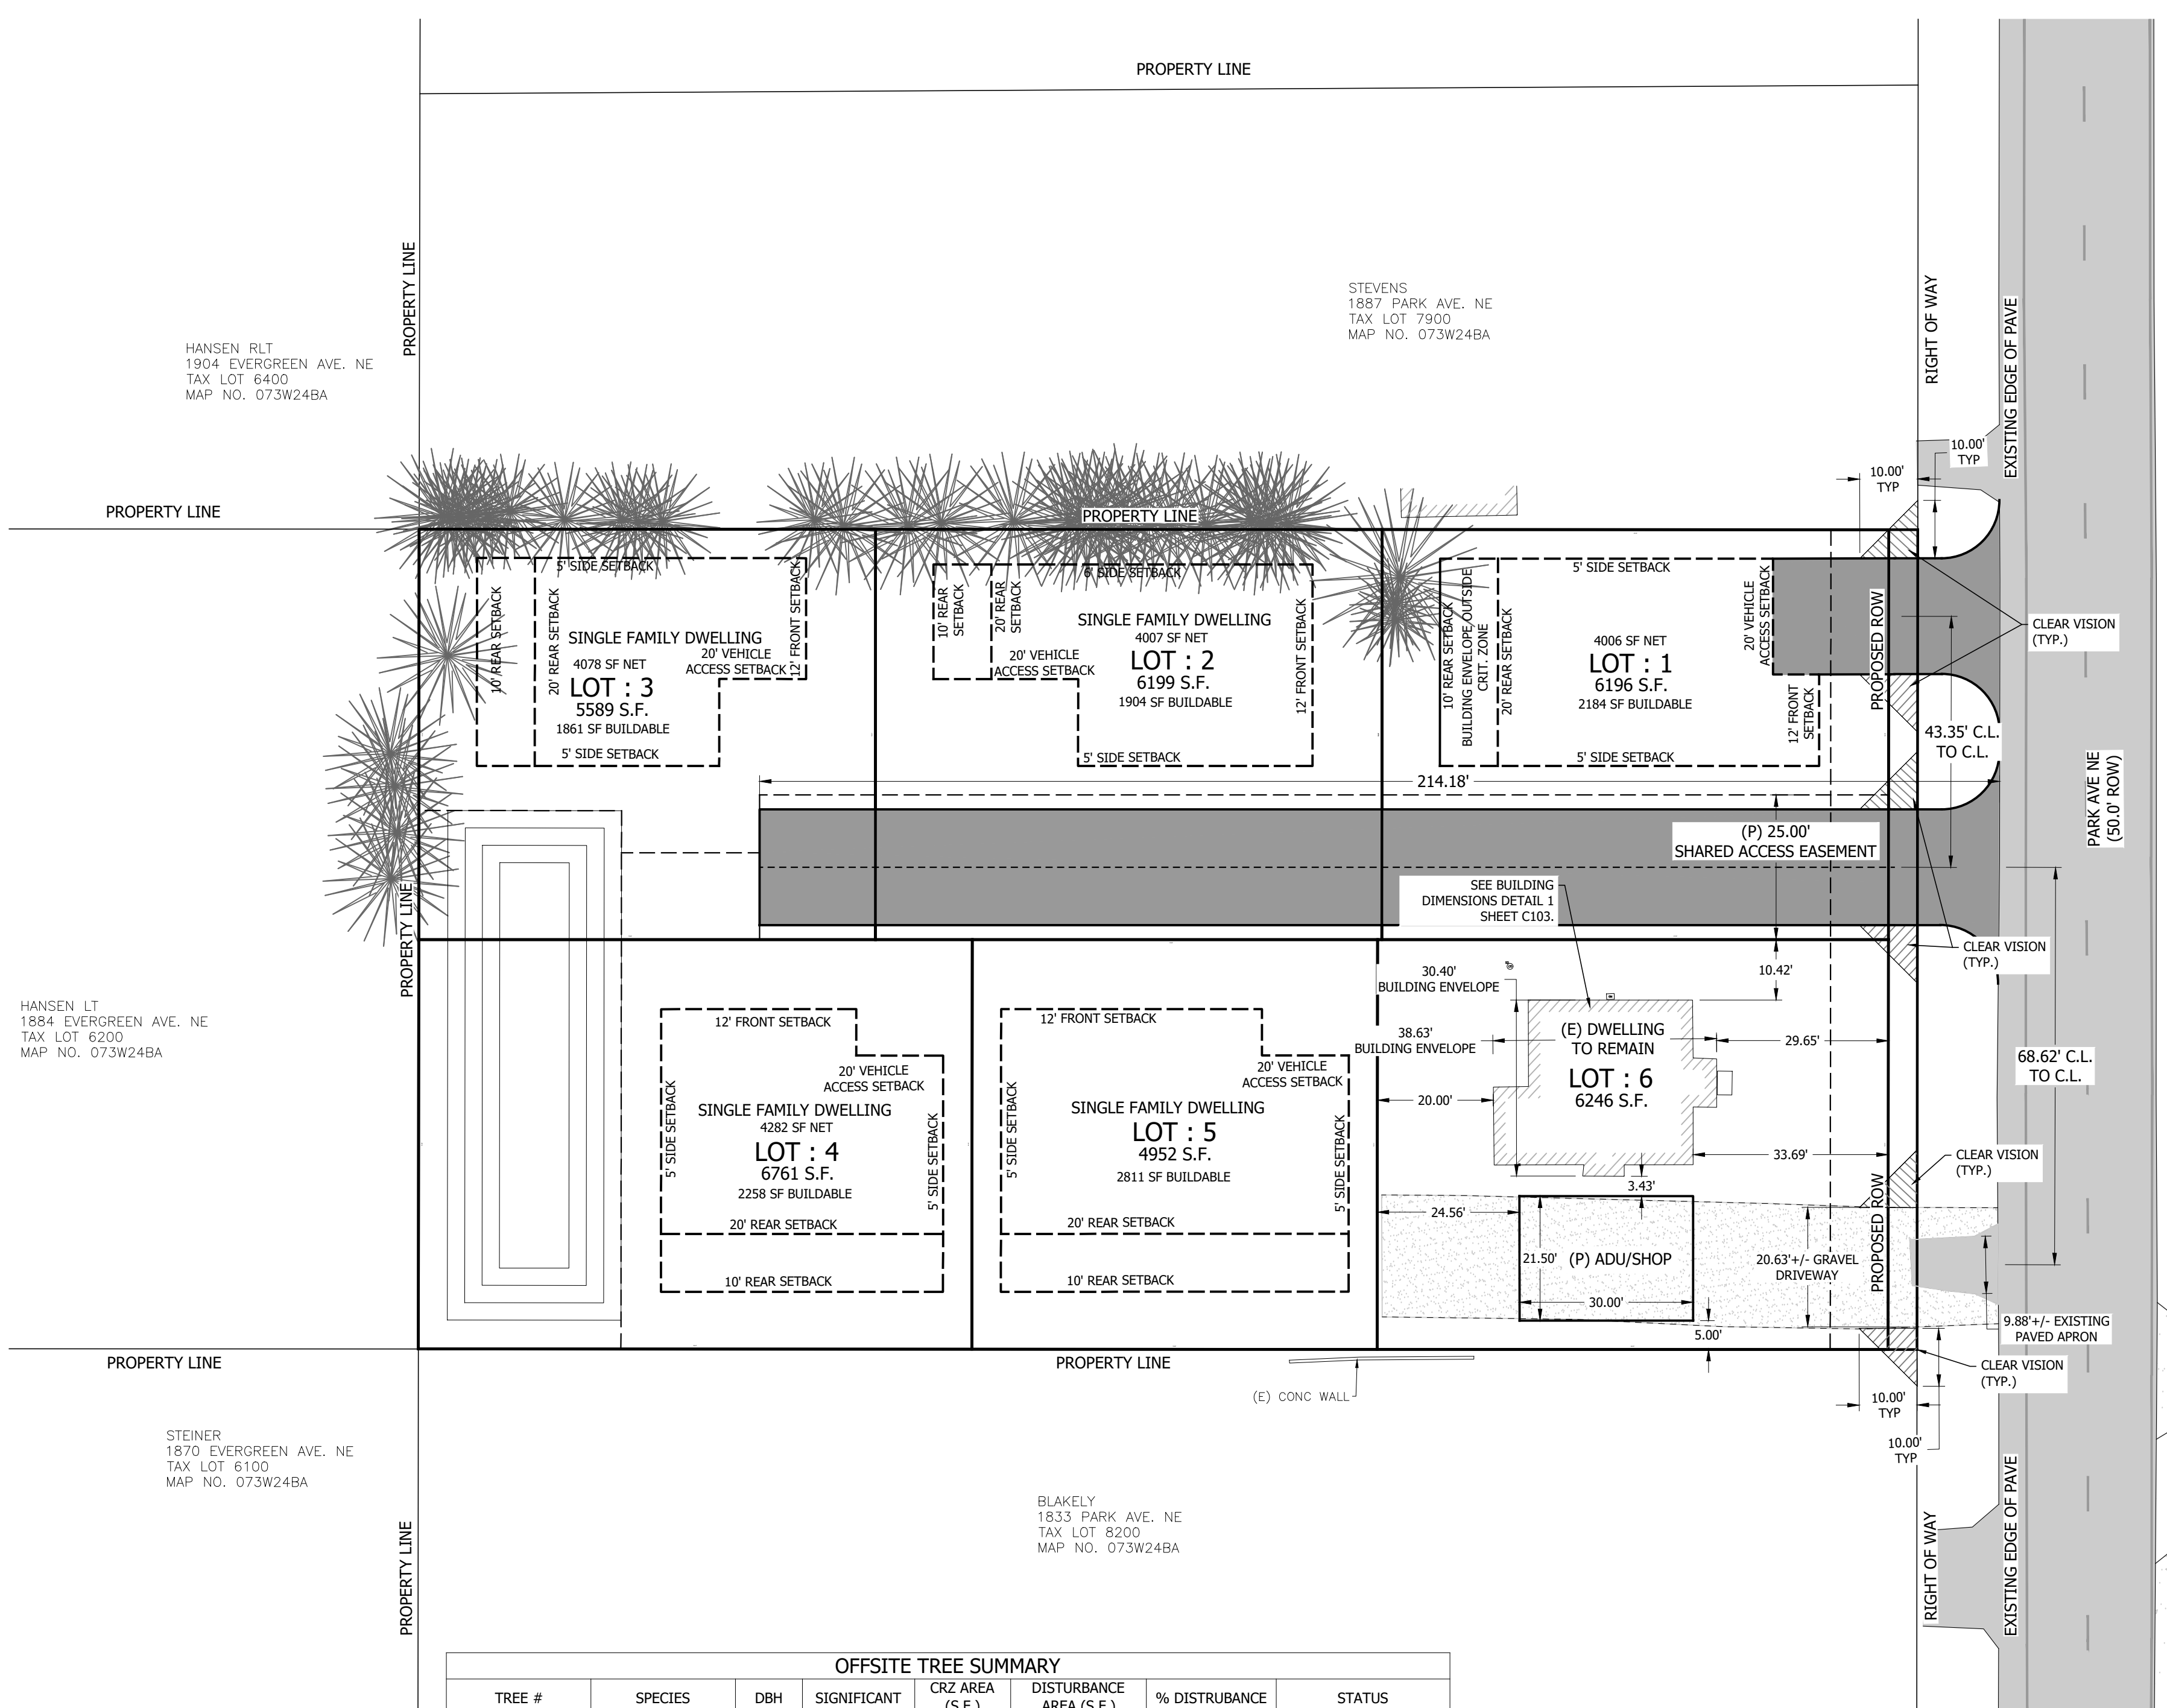 PROPERTY LINE
PROPERTY LINE
STEVENS
1887 PARK AVE. NE
TAX LOT 7900
MAP NO. 073W24BA
RIGHT OF WAY
EXISTING EDGE OF PAVE
HANSEN RLT
1904 EVERGREEN AVE. NE
TAX LOT 6400
MAP NO. 073W24BA
10.00'
TYP
10.00'
TYP
PROPERTY LINE
PROPERTY LINE
5' SIDE SETBACK
10' REAR SETBACK
20' REAR SETBACK
SINGLE FAMILY DWELLING
4078 SF NET
LOT : 3
5589 S.F.
1861 SF BUILDABLE
5' SIDE SETBACK
20' VEHICLE
ACCESS SETBACK
12' FRONT SETBACK
6' SIDE SETBACK
10' REAR
SETBACK
20' REAR
SETBACK
20' VEHICLE
ACCESS SETBACK
SINGLE FAMILY DWELLING
4007 SF NET
LOT : 2
6199 S.F.
1904 SF BUILDABLE
5' SIDE SETBACK
12' FRONT SETBACK
10' REAR SETBACK
BUILDING ENVELOPE OUTSIDE
CRIT. ZONE
20' REAR SETBACK
5' SIDE SETBACK
4006 SF NET
LOT : 1
6196 S.F.
2184 SF BUILDABLE
5' SIDE SETBACK
20' VEHICLE
ACCESS SETBACK
12' FRONT
SETBACK
PROPOSED ROW
CLEAR VISION
(TYP.)
43.35' C.L.
TO C.L.
PARK AVE NE
(50.0' ROW)
214.18'
(P) 25.00'
SHARED ACCESS EASEMENT
SEE BUILDING
DIMENSIONS DETAIL 1
SHEET C103.
PROPERTY LINE
CLEAR VISION
(TYP.)
HANSEN LT
1884 EVERGREEN AVE. NE
TAX LOT 6200
MAP NO. 073W24BA
12' FRONT SETBACK
20' VEHICLE
ACCESS SETBACK
5' SIDE SETBACK
SINGLE FAMILY DWELLING
4282 SF NET
LOT : 4
6761 S.F.
2258 SF BUILDABLE
5' SIDE SETBACK
20' REAR SETBACK
10' REAR SETBACK
12' FRONT SETBACK
20' VEHICLE
ACCESS SETBACK
5' SIDE SETBACK
SINGLE FAMILY DWELLING
LOT : 5
4952 S.F.
2811 SF BUILDABLE
5' SIDE SETBACK
20' REAR SETBACK
10' REAR SETBACK
30.40'
BUILDING ENVELOPE
38.63'
BUILDING ENVELOPE
10.42'
(E) DWELLING
TO REMAIN
LOT : 6
6246 S.F.
29.65'
20.00'
33.69'
3.43'
24.56'
21.50'
(P) ADU/SHOP
30.00'
20.63'+/- GRAVEL
DRIVEWAY
5.00'
PROPOSED ROW
68.62' C.L.
TO C.L.
CLEAR VISION
(TYP.)
9.88'+/- EXISTING
PAVED APRON
CLEAR VISION
(TYP.)
10.00'
TYP
10.00'
TYP
PROPERTY LINE
PROPERTY LINE
(E) CONC WALL
STEINER
1870 EVERGREEN AVE. NE
TAX LOT 6100
MAP NO. 073W24BA
PROPERTY LINE
BLAKELY
1833 PARK AVE. NE
TAX LOT 8200
MAP NO. 073W24BA
RIGHT OF WAY
EXISTING EDGE OF PAVE
OFFSITE TREE SUMMARY
TREE # SPECIES DBH SIGNIFICANT CRZ AREA (S.F.) DISTURBANCE AREA (S.F.) % DISTRUBANCE STATUS